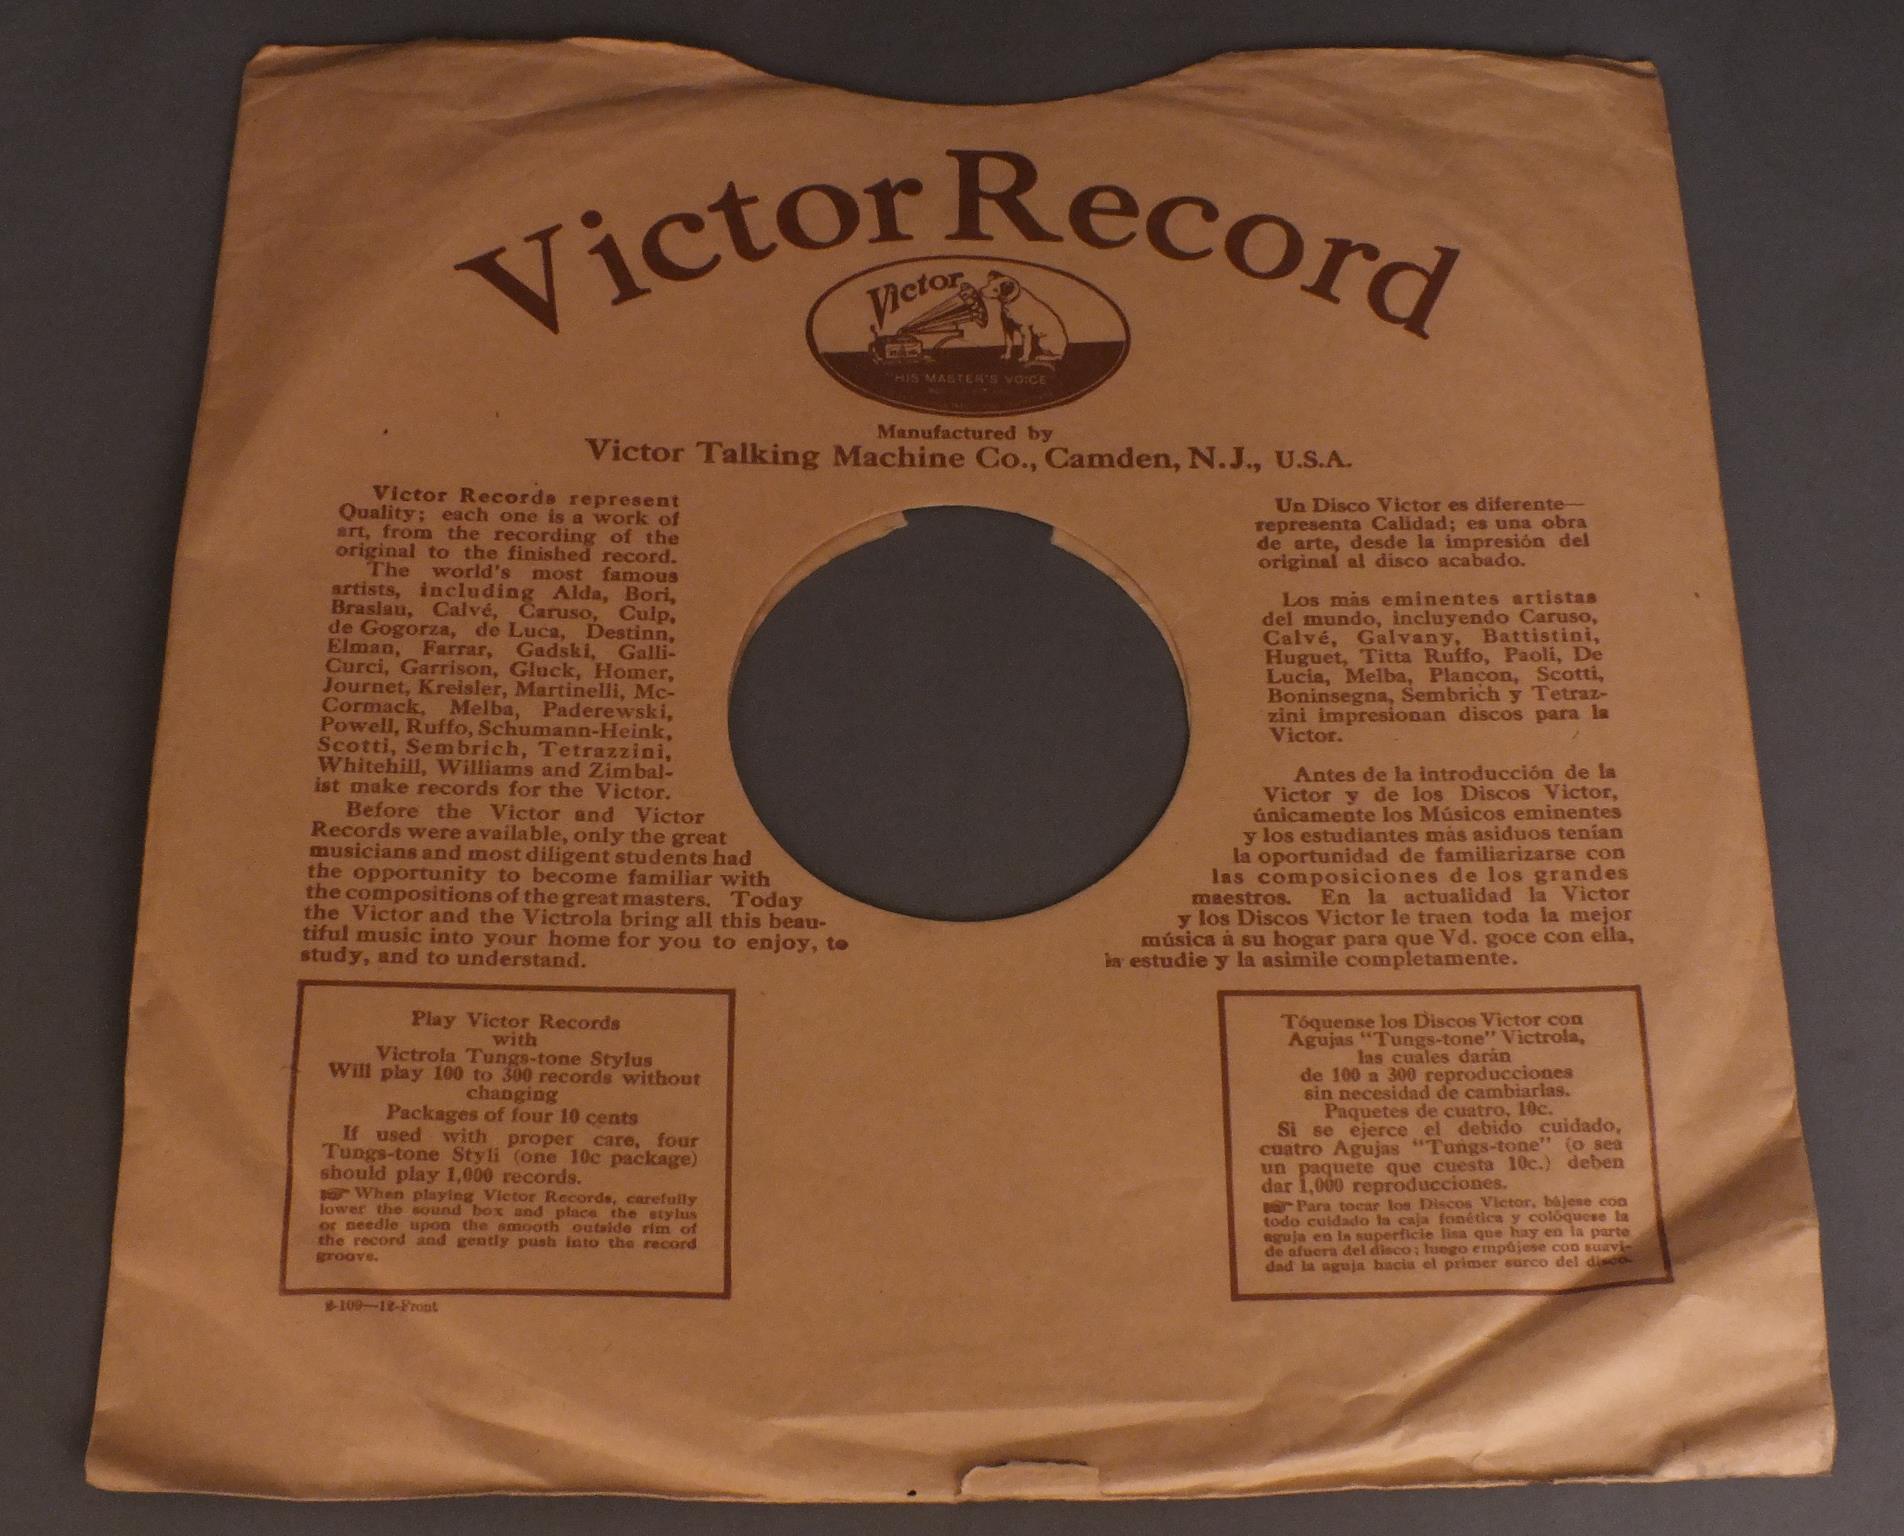 Victor Record
Victor
"HIS MASTER'S VOICE"
Manufactured by
Victor Talking Machine Co., Camden, N.J., U.S.A.
Victor Records represent
Quality; each one is a work of
art, from the recording of the
original to the finished record.
The world's most famous
artists, including Alda, Bori,
Braslau, Calvé, Caruso, Culp,
de Gogorza, de Luca, Destinn,
Elman, Farrar, Gadski, Galli-
Curci, Garrison, Gluck, Homer,
Journet, Kreisler, Martinelli, Mc-
Cormack, Melba, Paderewski,
Powell, Ruffo, Schumann-Heink,
Scotti, Sembrich, Tetrazzini,
Whitehill, Williams and Zimbal-
ist make records for the Victor.
Before the Victor and Victor
Records were available, only the great
musicians and most diligent students had
the opportunity to become familiar with
the compositions of the great masters. Today
the Victor and the Victrola bring all this beau-
tiful music into your home for you to enjoy, to
study, and to understand.
Play Victor Records
with
Victrola Tungs-tone Stylus
Will play 100 to 300 records without
changing
Packages of four 10 cents
If used with proper care, four
Tungs-tone Styli (one 10c package)
should play 1,000 records.
☞ When playing Victor Records, carefully
lower the sound box and place the stylus
or needle upon the smooth outside rim of
the record and gently push into the record
groove.
2-109—12-Front
Un Disco Victor es diferente—
representa Calidad; es una obra
de arte, desde la impresión del
original al disco acabado.
Los más eminentes artistas
del mundo, incluyendo Caruso,
Calvé, Galvany, Battistini,
Huguet, Titta Ruffo, Paoli, De
Lucia, Melba, Plançon, Scotti,
Boninsegna, Sembrich y Tetraz-
zini impresionan discos para la
Victor.
Antes de la introducción de la
Victor y de los Discos Victor,
únicamente los Músicos eminentes
y los estudiantes más asiduos tenían
la oportunidad de familiarizarse con
las composiciones de los grandes
maestros. En la actualidad la Victor
y los Discos Victor le traen toda la mejor
música á su hogar para que Vd. goce con ella,
la estudie y la asimile completamente.
Tóquense los Discos Victor con
Agujas "Tungs-tone" Victrola,
las cuales darán
de 100 a 300 reproducciones
sin necesidad de cambiarlas.
Paquetes de cuatro, 10c.
Si se ejerce el debido cuidado,
cuatro Agujas "Tungs-tone" (o sea
un paquete que cuesta 10c.) deben
dar 1,000 reproducciones.
☞ Para tocar los Discos Victor, bájese con
todo cuidado la caja fonética y colóquese la
aguja en la superficie lisa que hay en la parte
de afuera del disco; luego empújese con suavi-
dad la aguja hacia el primer surco del disco.